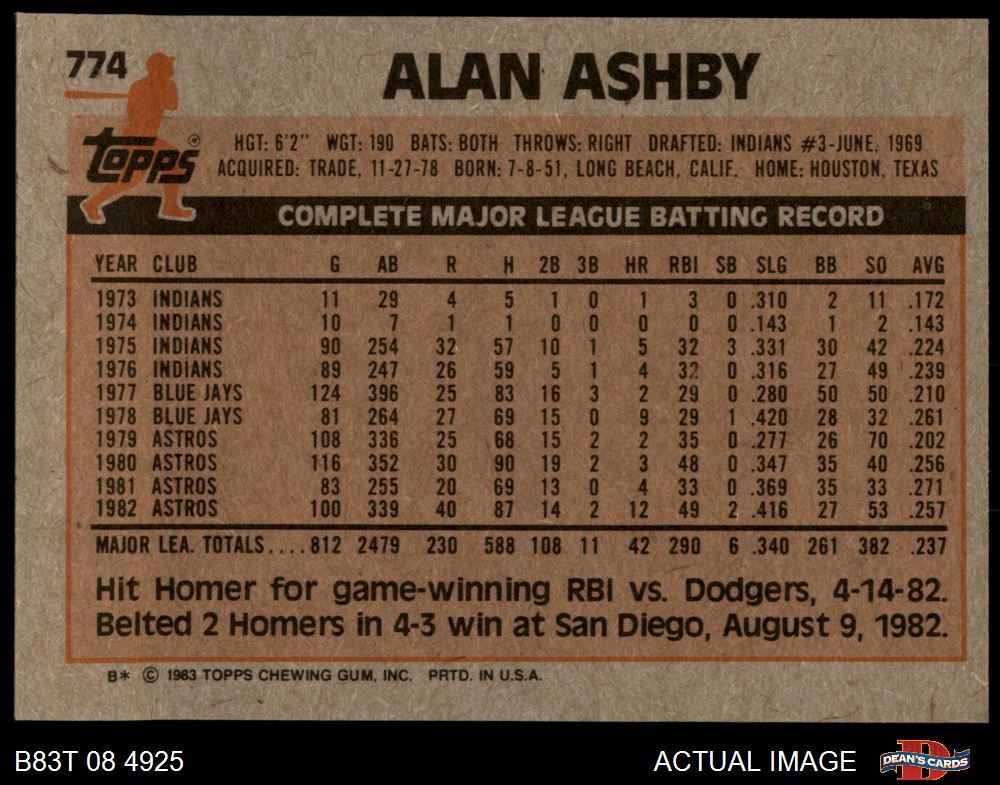 774
ALAN ASHBY
Topps
HGT: 6'2" WGT: 190 BATS: BOTH THROWS: RIGHT DRAFTED: INDIANS #3-JUNE, 1969
ACQUIRED: TRADE, 11-27-78 BORN: 7-8-51, LONG BEACH, CALIF. HOME: HOUSTON, TEXAS
COMPLETE MAJOR LEAGUE BATTING RECORD
YEAR CLUB G AB R H 2B 3B HR RBI SB SLG BB SO AVG
1973 INDIANS 11 29 4 5 1 0 1 3 0 .310 2 11 .172
1974 INDIANS 10 7 1 1 0 0 0 0 0 .143 1 2 .143
1975 INDIANS 90 254 32 57 10 1 5 32 3 .331 30 42 .224
1976 INDIANS 89 247 26 59 5 1 4 32 0 .316 27 49 .239
1977 BLUE JAYS 124 396 25 83 16 3 2 29 0 .280 50 50 .210
1978 BLUE JAYS 81 264 27 69 15 0 9 29 1 .420 28 32 .261
1979 ASTROS 108 336 25 68 15 2 2 35 0 .277 26 70 .202
1980 ASTROS 116 352 30 90 19 2 3 48 0 .347 35 40 .256
1981 ASTROS 83 255 20 69 13 0 4 33 0 .369 35 33 .271
1982 ASTROS 100 339 40 87 14 2 12 49 2 .416 27 53 .257
MAJOR LEA. TOTALS....812 2479 230 588 108 11 42 290 6 .340 261 382 .237
Hit Homer for game-winning RBI vs. Dodgers, 4-14-82.
Belted 2 Homers in 4-3 win at San Diego, August 9, 1982.
B* © 1983 TOPPS CHEWING GUM, INC. PRTD. IN U.S.A.
B83T 08 4925 ACTUAL IMAGE DEAN'S CARDS